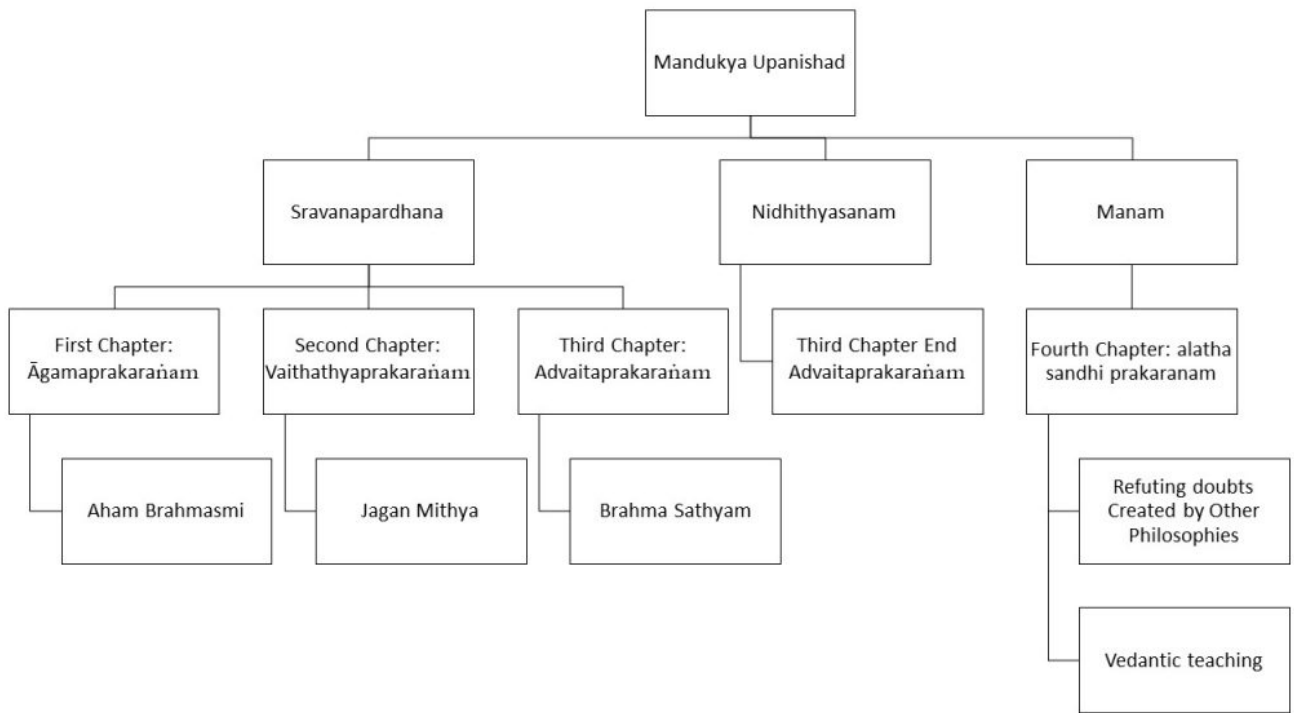 Mandukya Upanishad
Sravanapardhana
Nidhithyasanam
Manam
First Chapter:
Āgamaprakaraṅam
Second Chapter:
Vaithathyaprakaraṅam
Third Chapter:
Advaitaprakaraṅam
Third Chapter End
Advaitaprakaraṅam
Fourth Chapter: alatha
sandhi prakaranam
Aham Brahmasmi
Jagan Mithya
Brahma Sathyam
Refuting doubts
Created by Other
Philosophies
Vedantic teaching